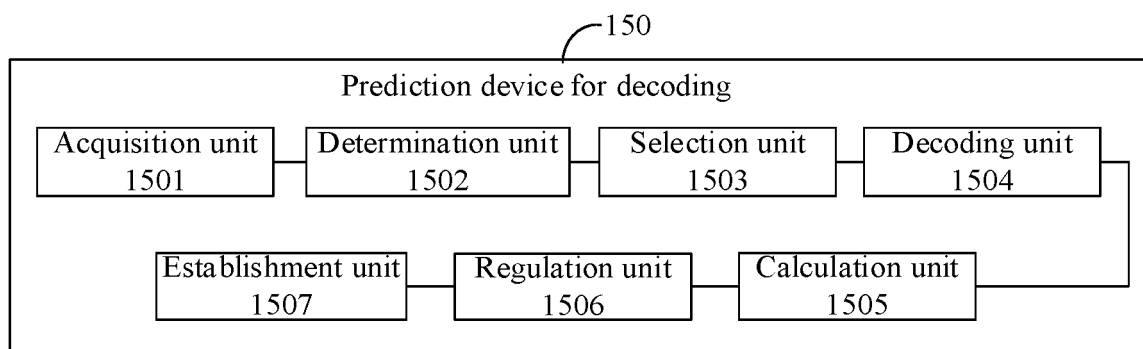 150
Prediction device for decoding
Acquisition unit
1501
Determination unit
1502
Selection unit
1503
Decoding unit
1504
Establishment unit
1507
Regulation unit
1506
Calculation unit
1505